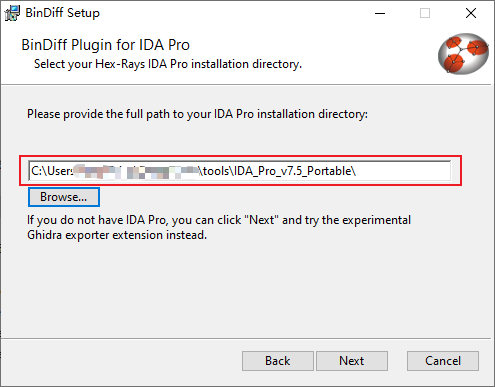 BinDiff Setup
BinDiff Plugin for IDA Pro
Select your Hex-Rays IDA Pro installation directory.
Please provide the full path to your IDA Pro installation directory:
C:\Users \tools\IDA_Pro_v7.5_Portable\
Browse...
If you do not have IDA Pro, you can click "Next" and try the experimental
Ghidra exporter extension instead.
Back Next Cancel